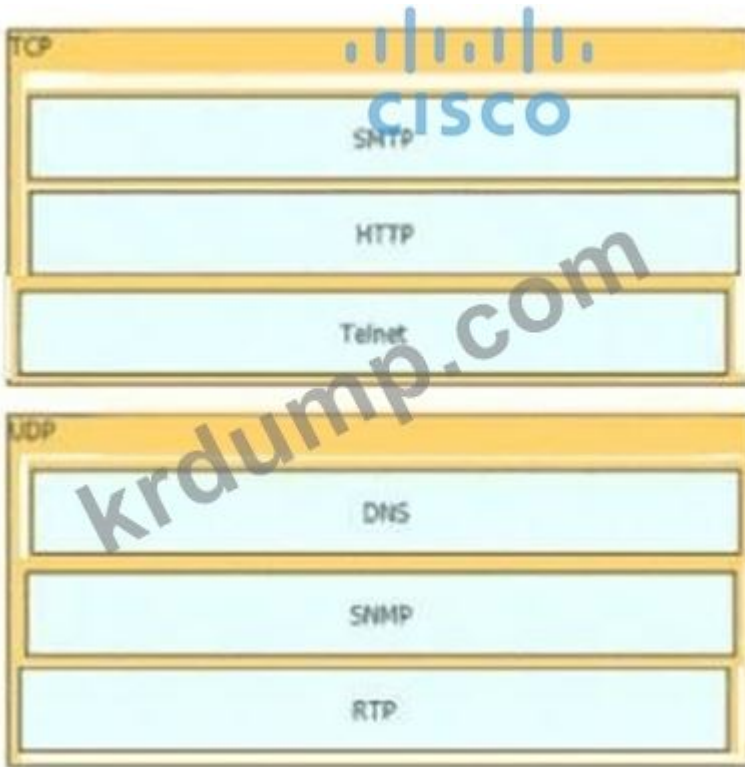 TCP
CISCO
SMTP
HTTP
Telnet
krdump.com
UDP
DNS
SNMP
RTP